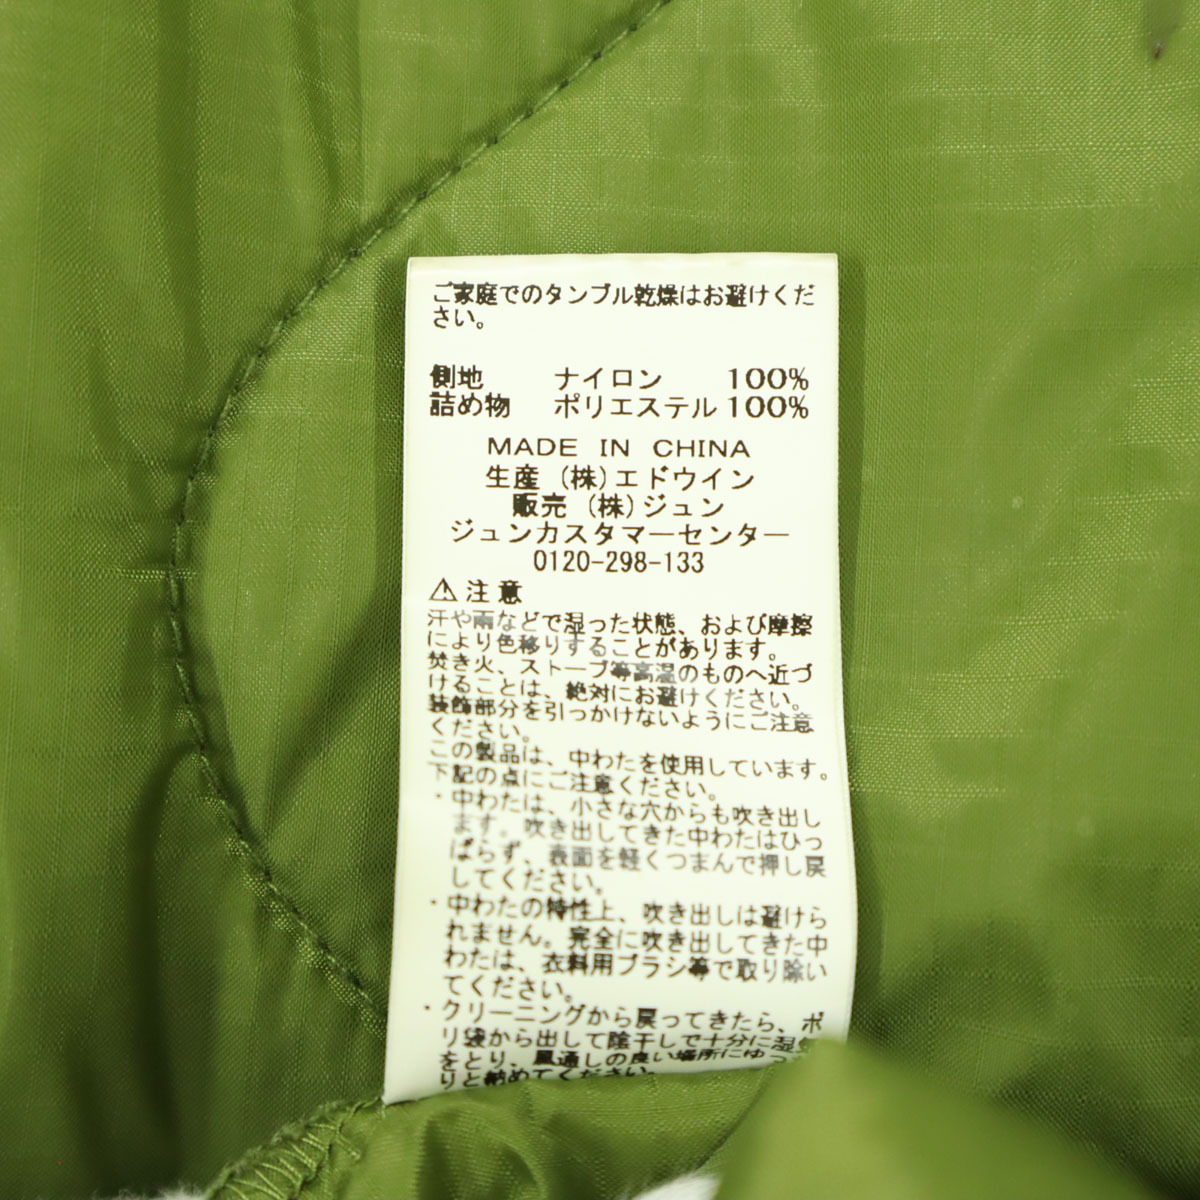 ご家庭でのタンブル乾燥はお避けくだ
さい。
側地 ナイロン 100%
詰め物 ポリエステル 100%
MADE IN CHINA
生産 (株)エドウイン
販売 (株)ジュン
ジュンカスタマーセンター
0120-298-133
⚠注意
汗や雨などで湿った状態、および摩擦
により色移りすることがあります。
焚き火、ストーブ等高温のものへ近づ
けることは、絶対にお避けください。
装飾部分を引っかけないようにご注意
ください。
この製品は、中わたを使用しています。
下記の点にご注意ください。
・中わたは、小さな穴からも吹き出し
ます。吹き出してきた中わたはひっ
ぱらず、表面を軽くつまんで押し戻
してください。
・中わたの特性上、吹き出しは避けら
れません。完全に吹き出してきた中
わたは、衣料用ブラシ等で取り除い
てください。
・クリーニングから戻ってきたら、ポ
リ袋から出して陰干しで十分に湿気
をとり、風通しの良い場所にゆっ
りと納めてください。